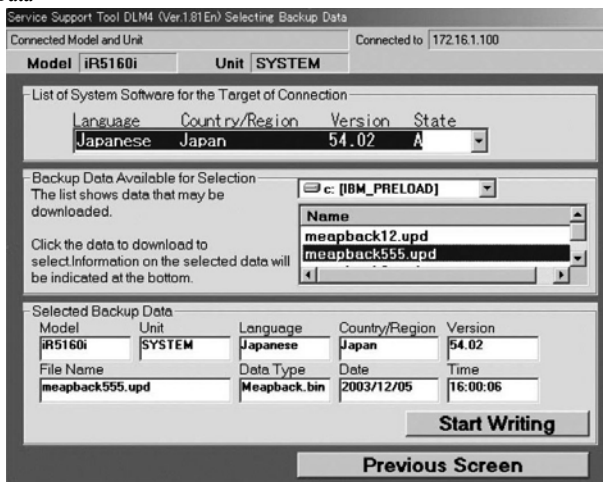 Service Support Tool DLM4 (Ver.1.81En) Selecting Backup Data
Connected Model and Unit
Connected to 172.16.1.100
Model iR5160i Unit SYSTEM
List of System Software for the Target of Connection
Language Country/Region Version State
Japanese Japan 54.02 A
Backup Data Available for Selection
The list shows data that may be
downloaded.
Click the data to download to
select.Information on the selected data will
be indicated at the bottom.
c: [IBM_PRELOAD]
Name
meapback12.upd
meapback555.upd
Selected Backup Data
Model Unit Language Country/Region Version
iR5160i SYSTEM Japanese Japan 54.02
File Name Data Type Date Time
meapback555.upd Meapback.bin 2003/12/05 16:00:06
Start Writing
Previous Screen